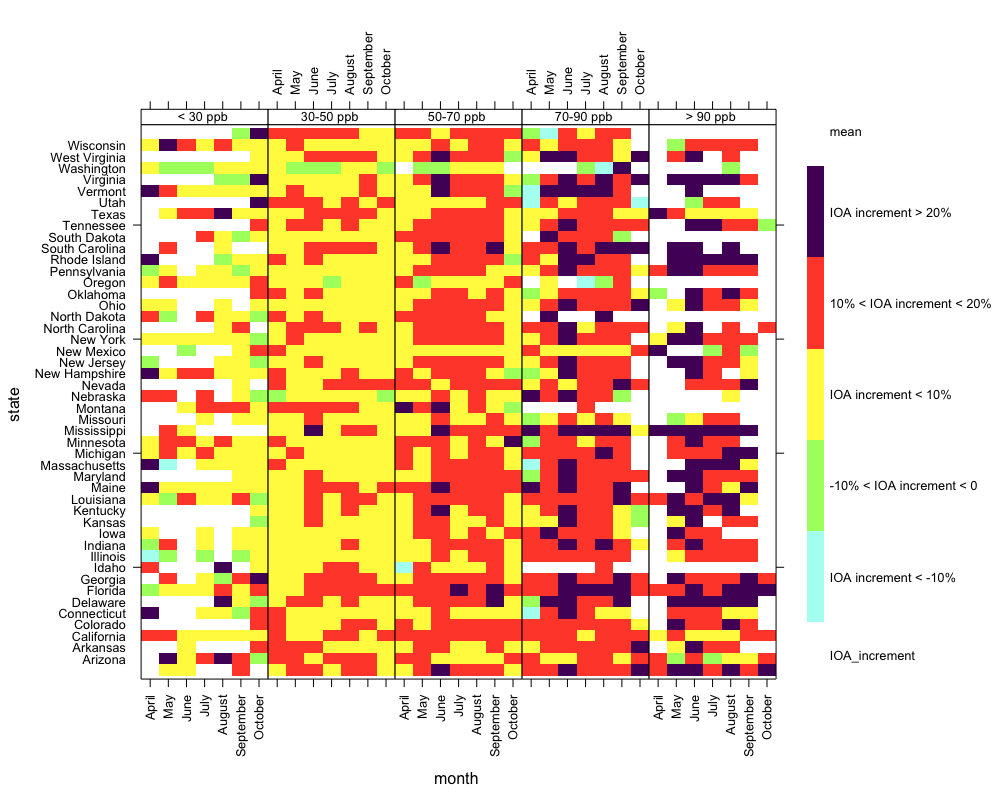 April
May
June
July
August
September
October
April
May
June
July
August
September
October
< 30 ppb
30-50 ppb
50-70 ppb
70-90 ppb
> 90 ppb
Wisconsin
West Virginia
Washington
Virginia
Vermont
Utah
Texas
Tennessee
South Dakota
South Carolina
Rhode Island
Pennsylvania
Oregon
Oklahoma
Ohio
North Dakota
North Carolina
New York
New Mexico
New Jersey
New Hampshire
Nevada
Nebraska
Montana
Missouri
Mississippi
Minnesota
Michigan
Massachusetts
Maryland
Maine
Louisiana
Kentucky
Kansas
Iowa
Indiana
Illinois
Idaho
Georgia
Florida
Delaware
Connecticut
Colorado
California
Arkansas
Arizona
state
April
May
June
July
August
September
October
April
May
June
July
August
September
October
April
May
June
July
August
September
October
month
mean
IOA increment > 20%
10% < IOA increment < 20%
IOA increment < 10%
-10% < IOA increment < 0
IOA increment < -10%
IOA_increment